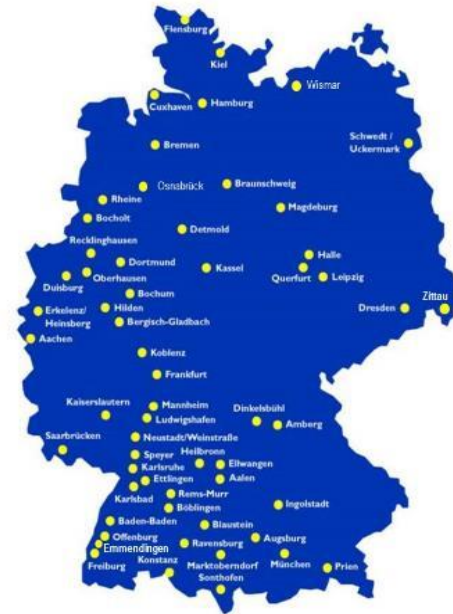 Flensburg
Kiel
Wismar
Cuxhaven
Hamburg
Schwedt /
Uckermark
Bremen
Osnabrück
Braunschweig
Rheine
Magdeburg
Bocholt
Detmold
Recklinghausen
Dortmund
Halle
Kassel
Querfurt
Leipzig
Duisburg
Oberhausen
Bochum
Zittau
Dresden
Erkelenz/
Heinsberg
Hilden
Bergisch-Gladbach
Aachen
Koblenz
Frankfurt
Kaiserslautern
Mannheim
Ludwigshafen
Dinkelsbühl
Amberg
Saarbrücken
Neustadt/Weinstraße
Heilbronn
Speyer
Ellwangen
Karlsruhe
Ettlingen
Aalen
Karlsbad
Rems-Murr
Böblingen
Ingolstadt
Baden-Baden
Blaustein
Offenburg
Augsburg
Emmendingen
Ravensburg
Freiburg
Konstanz
Marktoberndorf
München
Prien
Sonthofen